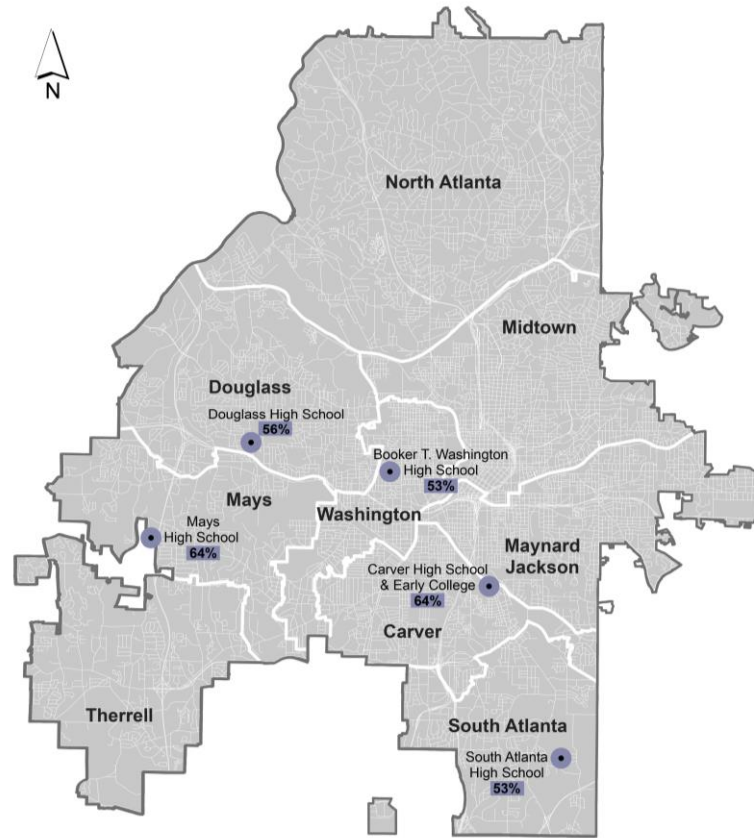 N
North Atlanta
Midtown
Douglass
Douglass High School
56%
Booker T. Washington
High School
53%
Mays
Washington
Mays
High School
64%
Maynard
Jackson
Carver High School
& Early College
64%
Carver
Therrell
South Atlanta
South Atlanta
High School
53%